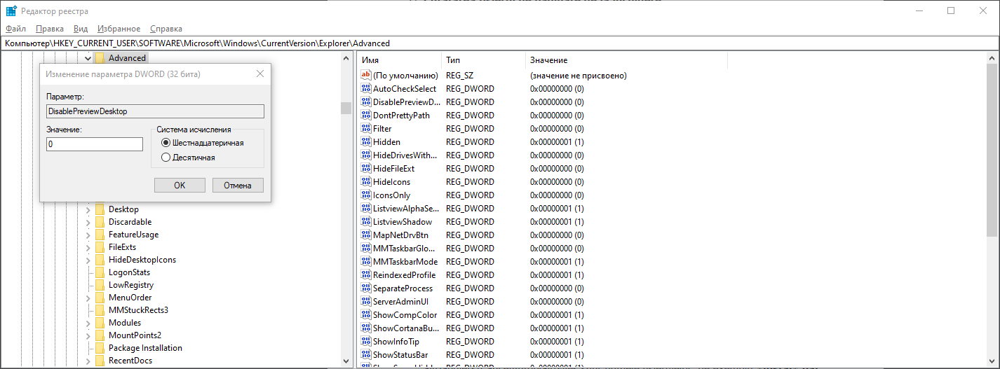 Редактор реестра
Файл Правка Вид Избранное Справка
Компьютер\HKEY_CURRENT_USER\SOFTWARE\Microsoft\Windows\CurrentVersion\Explorer\Advanced
Advanced
Изменение параметра DWORD (32 бита)
Параметр:
DisablePreviewDesktop
Значение:
0
Система исчисления
Шестнадцатеричная
Десятичная
OK Отмена
Desktop
Discardable
FeatureUsage
FileExts
HideDesktopIcons
LogonStats
LowRegistry
MenuOrder
MMStuckRects3
Modules
MountPoints2
Package Installation
RecentDocs
Имя Тип Значение
(По умолчанию) REG_SZ (значение не присвоено)
AutoCheckSelect REG_DWORD 0x00000000 (0)
DisablePreviewD... REG_DWORD 0x00000000 (0)
DontPrettyPath REG_DWORD 0x00000000 (0)
Filter REG_DWORD 0x00000000 (0)
Hidden REG_DWORD 0x00000001 (1)
HideDrivesWith... REG_DWORD 0x00000000 (0)
HideFileExt REG_DWORD 0x00000000 (0)
HideIcons REG_DWORD 0x00000000 (0)
IconsOnly REG_DWORD 0x00000000 (0)
ListviewAlphaSe... REG_DWORD 0x00000001 (1)
ListviewShadow REG_DWORD 0x00000001 (1)
MapNetDrvBtn REG_DWORD 0x00000000 (0)
MMTaskbarGlo... REG_DWORD 0x00000000 (0)
MMTaskbarMode REG_DWORD 0x00000001 (1)
ReindexedProfile REG_DWORD 0x00000001 (1)
SeparateProcess REG_DWORD 0x00000000 (0)
ServerAdminUI REG_DWORD 0x00000000 (0)
ShowCompColor REG_DWORD 0x00000001 (1)
ShowCortanaBu... REG_DWORD 0x00000001 (1)
ShowInfoTip REG_DWORD 0x00000001 (1)
ShowStatusBar REG_DWORD 0x00000001 (1)